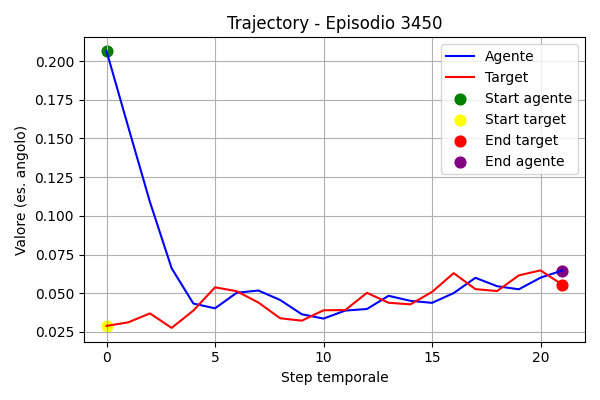 Trajectory - Episodio 3450
Valore (es. angolo)
0.200
0.175
0.150
0.125
0.100
0.075
0.050
0.025
Agente
Target
Start agente
Start target
End target
End agente
0 5 10 15 20
Step temporale